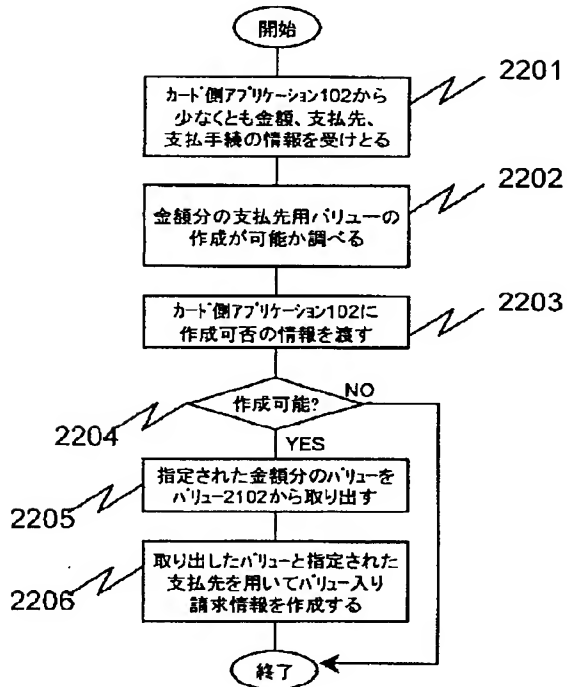 開始
2201
カード側アプリケーション102から
少なくとも金額、支払先、
支払手続の情報を受けとる
2202
金額分の支払先用バリューの
作成が可能か調べる
2203
カード側アプリケーション102に
作成可否の情報を渡す
2204
作成可能?
NO
YES
2205
指定された金額分のバリューを
バリュー2102から取り出す
2206
取り出したバリューと指定された
支払先を用いてバリュー入り
請求情報を作成する
終了